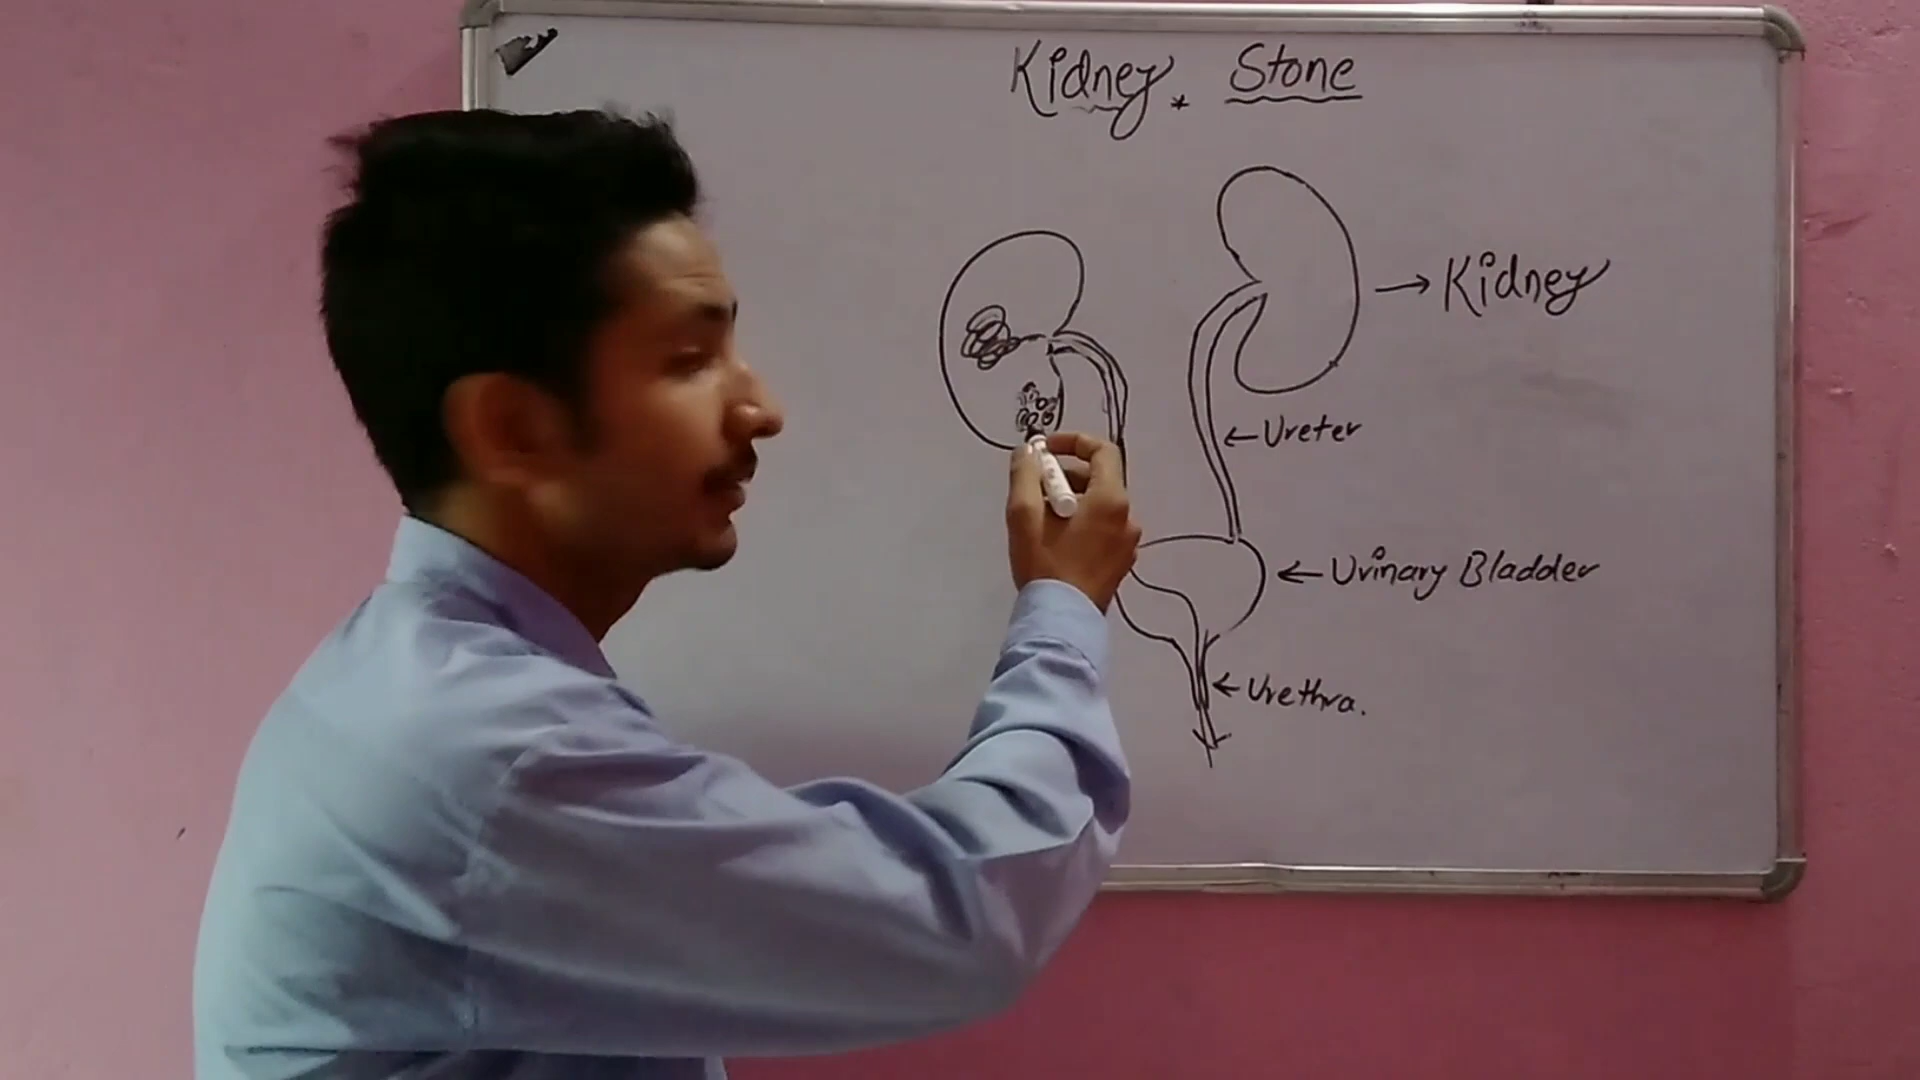 Kidney. Stone
→ Kidney
← Ureter
← Urinary Bladder
← Urethra.